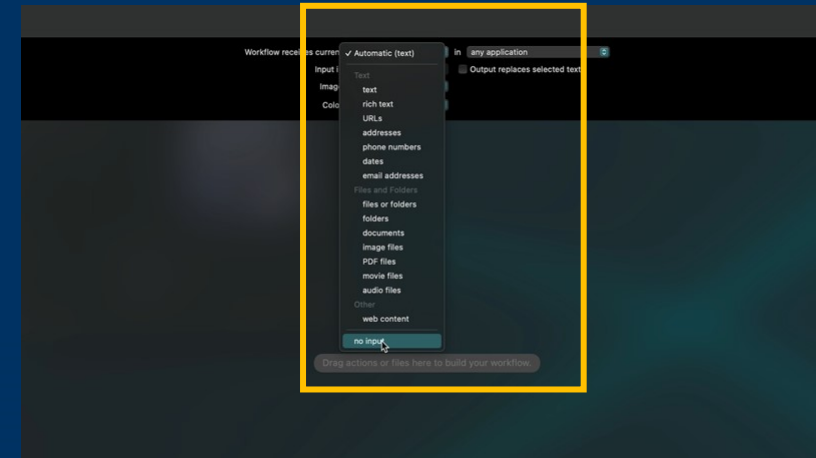 Workflow receives curren ✓ Automatic (text) in any application
Input i Output replaces selected text
Imag
Colo
Text
text
rich text
URLs
addresses
phone numbers
dates
email addresses
Files and Folders
files or folders
folders
documents
image files
PDF files
movie files
audio files
Other
web content
no input
Drag actions or files here to build your workflow.